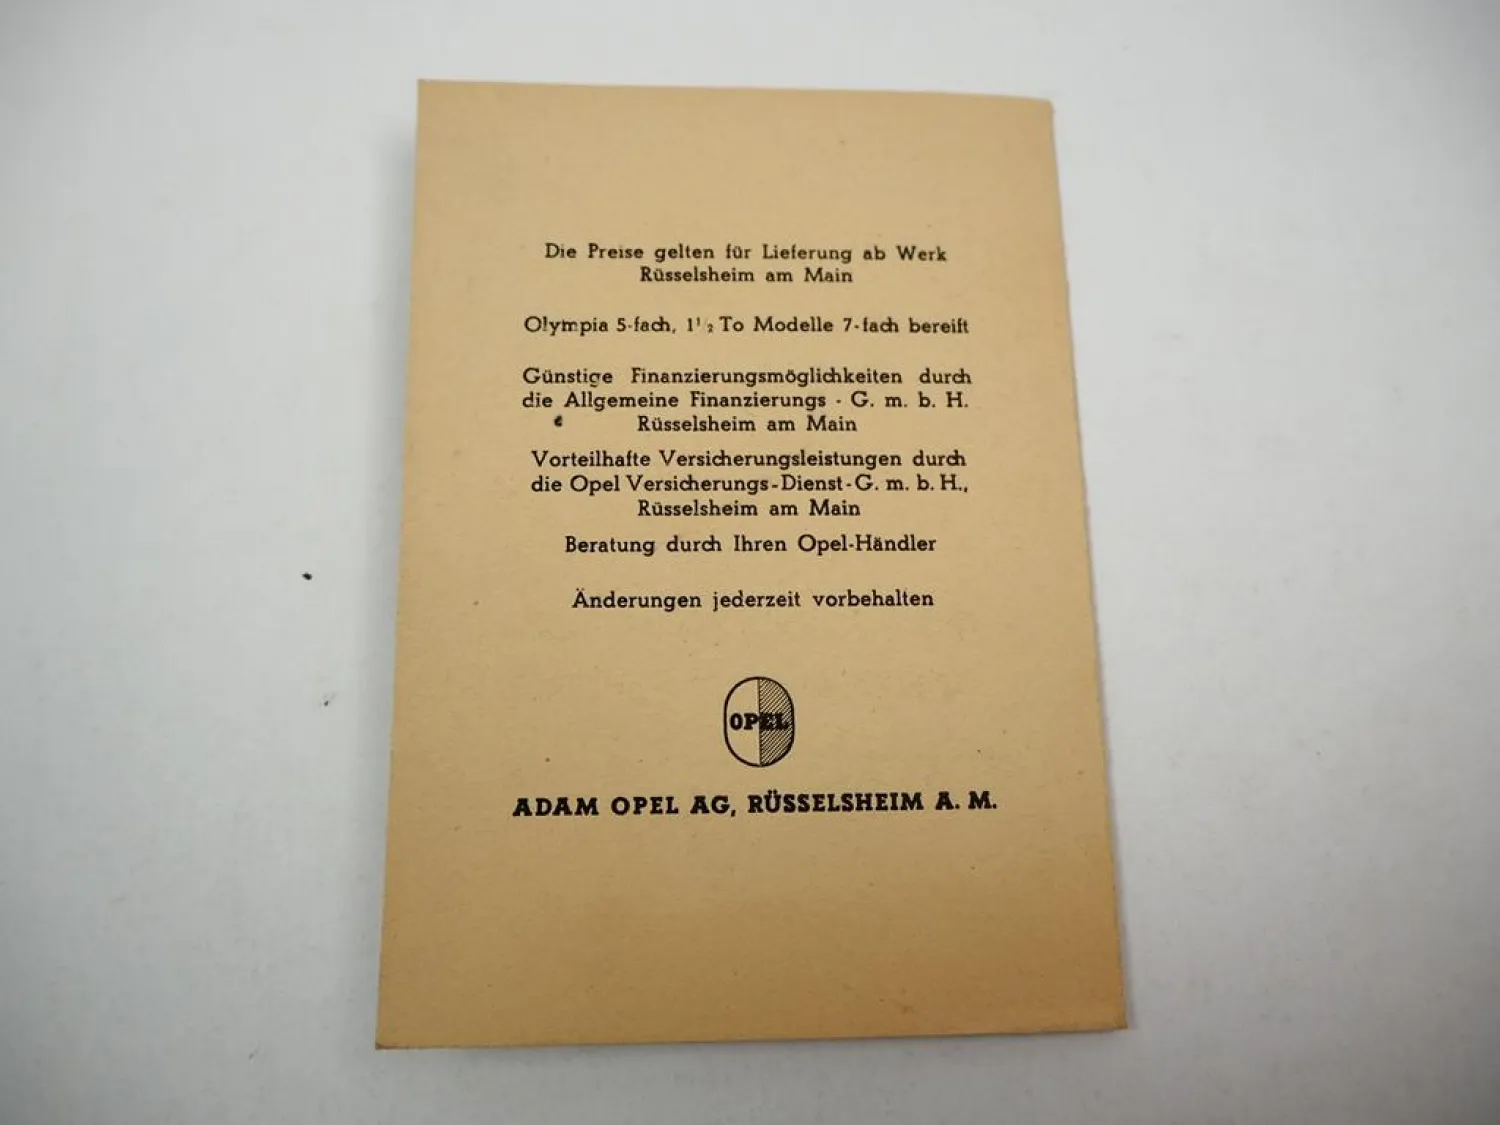 Die Preise gelten für Lieferung ab Werk
Rüsselsheim am Main
Olympia 5-fach, 1 1/2 To Modelle 7-fach bereift
Günstige Finanzierungsmöglichkeiten durch
die Allgemeine Finanzierungs - G. m. b. H.
Rüsselsheim am Main
Vorteilhafte Versicherungsleistungen durch
die Opel Versicherungs-Dienst-G. m. b. H.,
Rüsselsheim am Main
Beratung durch Ihren Opel-Händler
Änderungen jederzeit vorbehalten
OPEL
ADAM OPEL AG, RÜSSELSHEIM A. M.